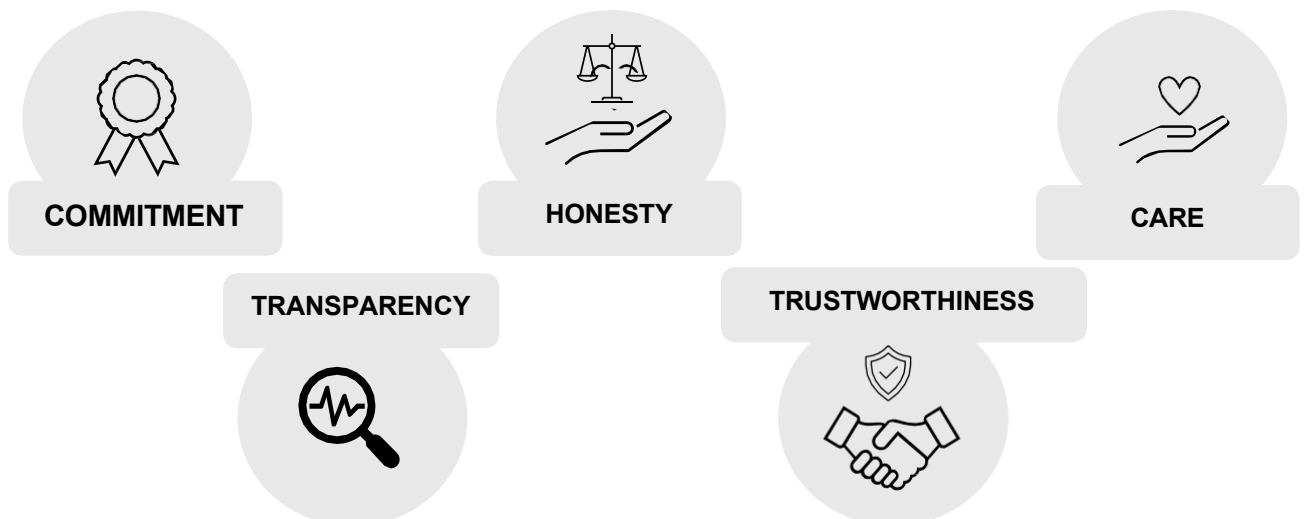 COMMITMENT
HONESTY
CARE
TRANSPARENCY
TRUSTWORTHINESS